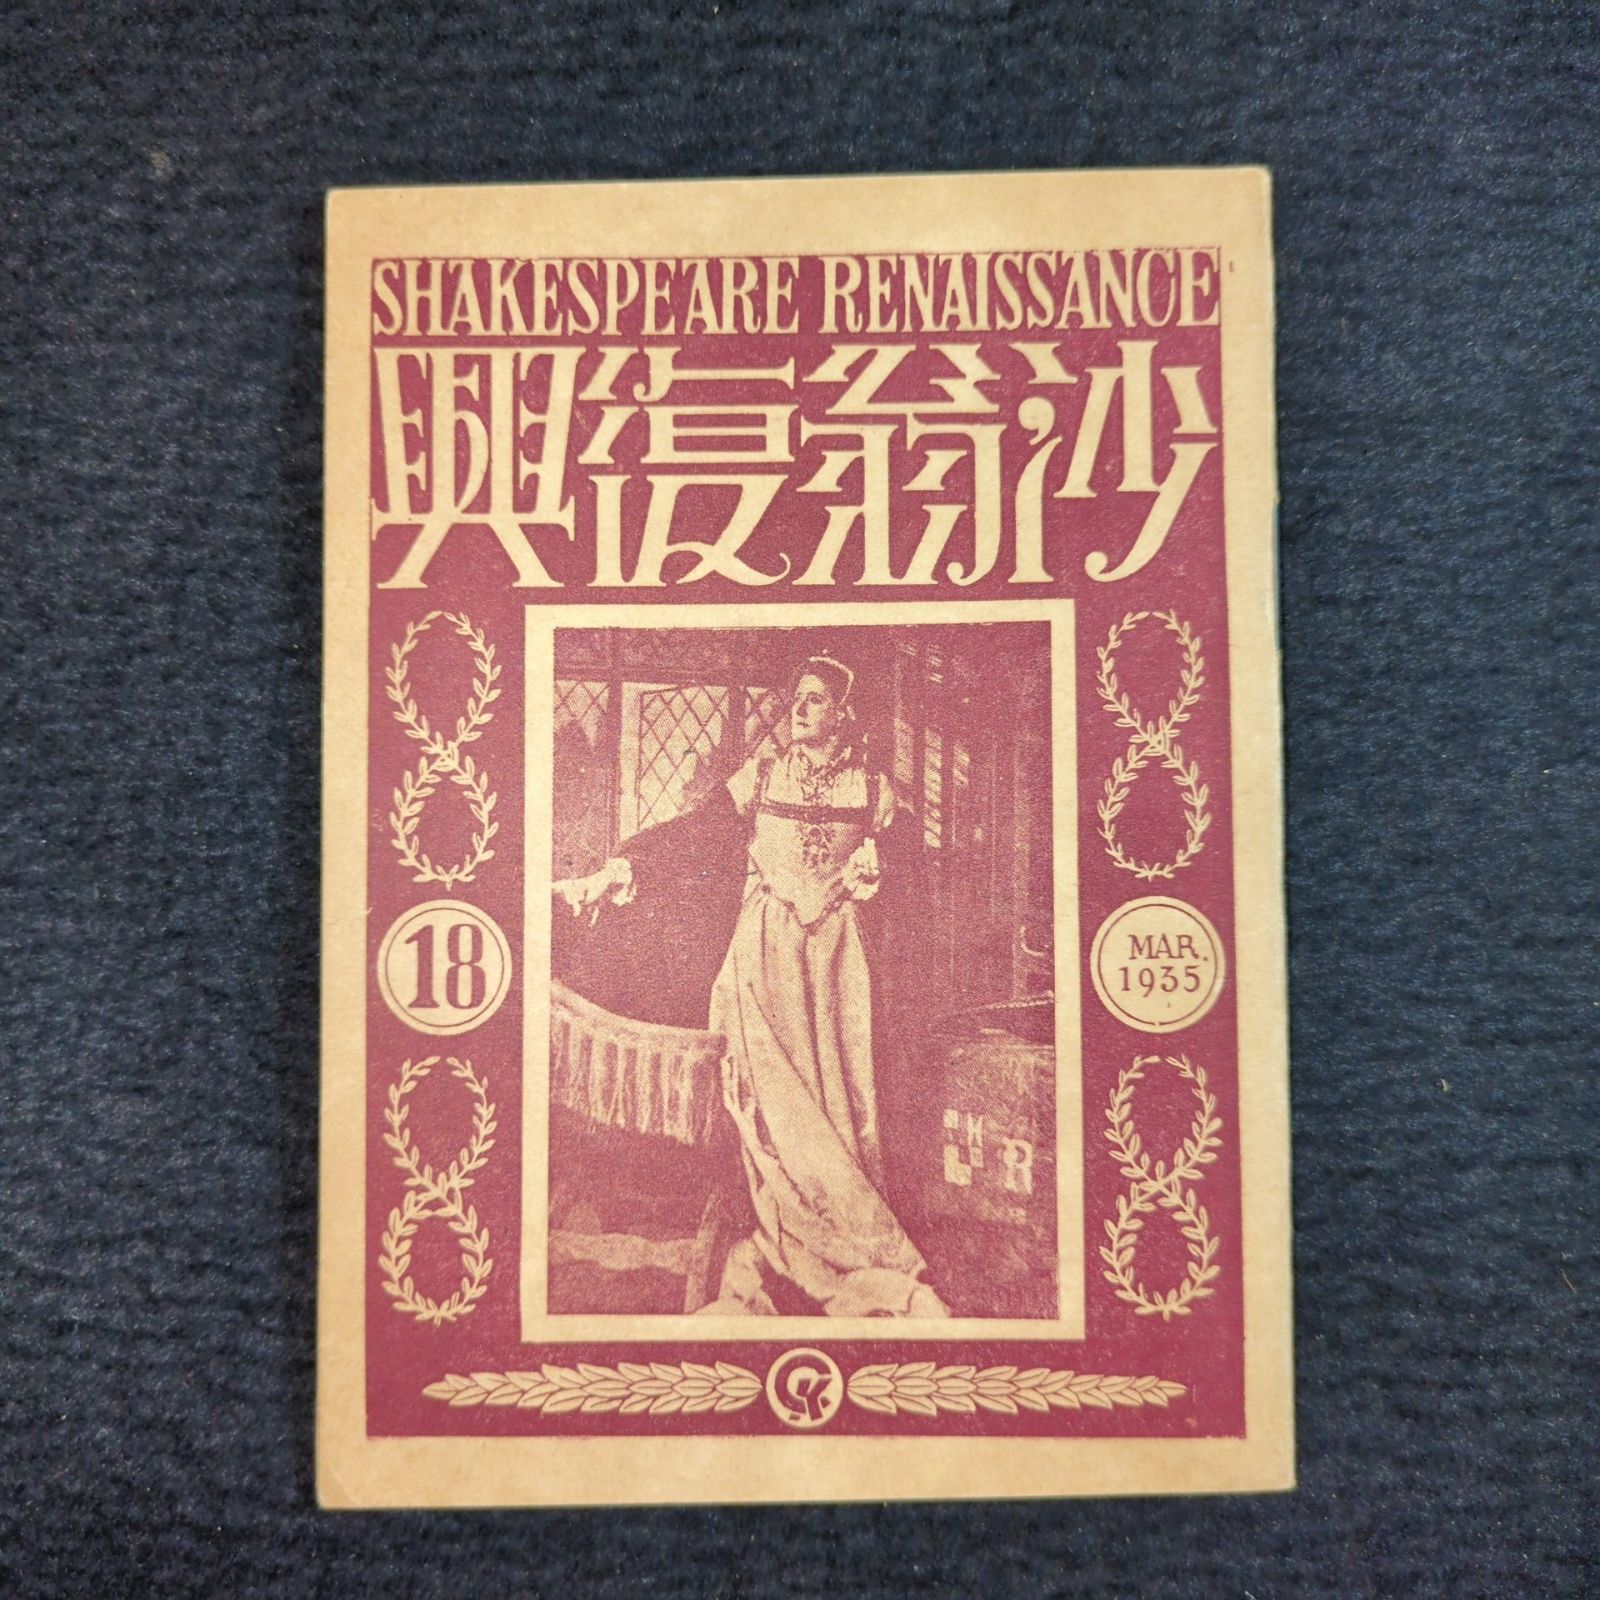 SHAKESPEARE RENAISSANCE
沙翁復興
18
MAR.
1935